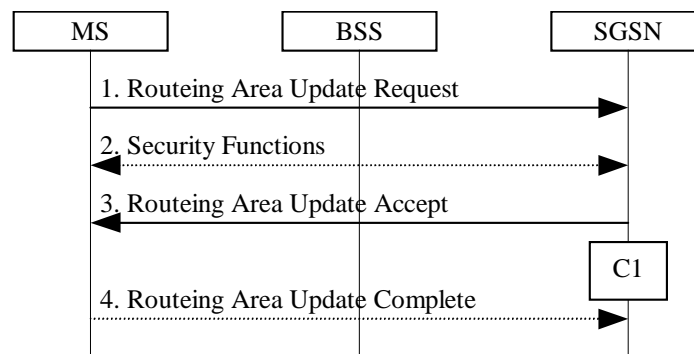 MS BSS SGSN
1. Routeing Area Update Request
2. Security Functions
3. Routeing Area Update Accept
C1
4. Routeing Area Update Complete